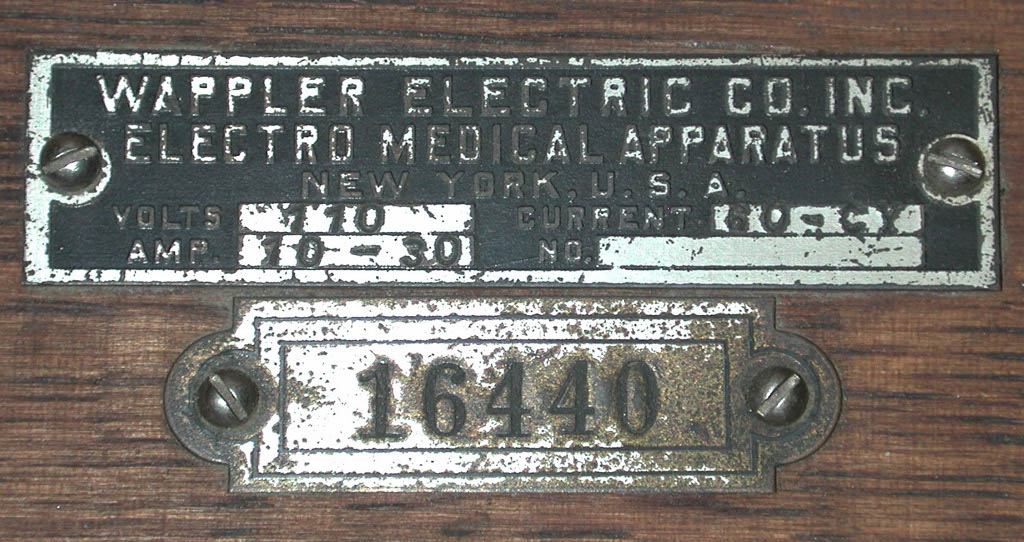 WAPPLER ELECTRIC CO. INC.
ELECTRO MEDICAL APPARATUS
NEW YORK, U. S. A.
VOLTS 110 CURRENT 60-CY
AMP. 10-30 NO.
16440